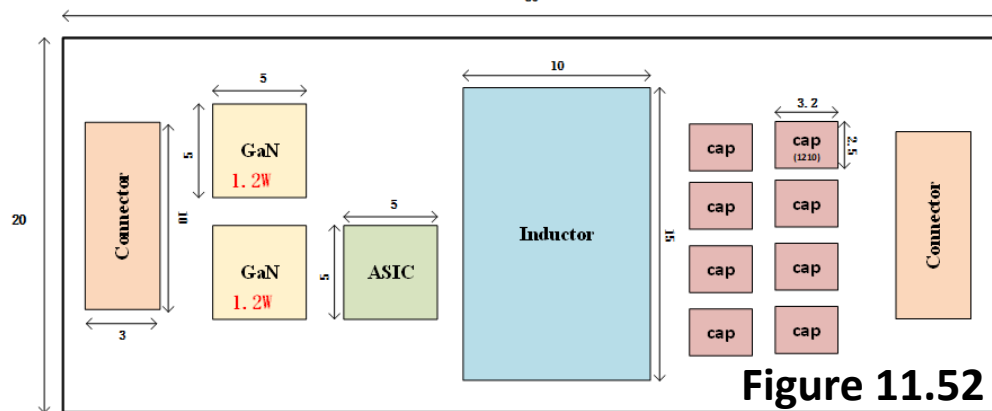 5
10
3.2
5
GaN
1.2W
cap
cap
(1210)
2.5
20
Connector
10
5
cap
cap
Connector
5
GaN
1.2W
5
ASIC
Inductor
15
cap
cap
3
cap
cap
Figure 11.52